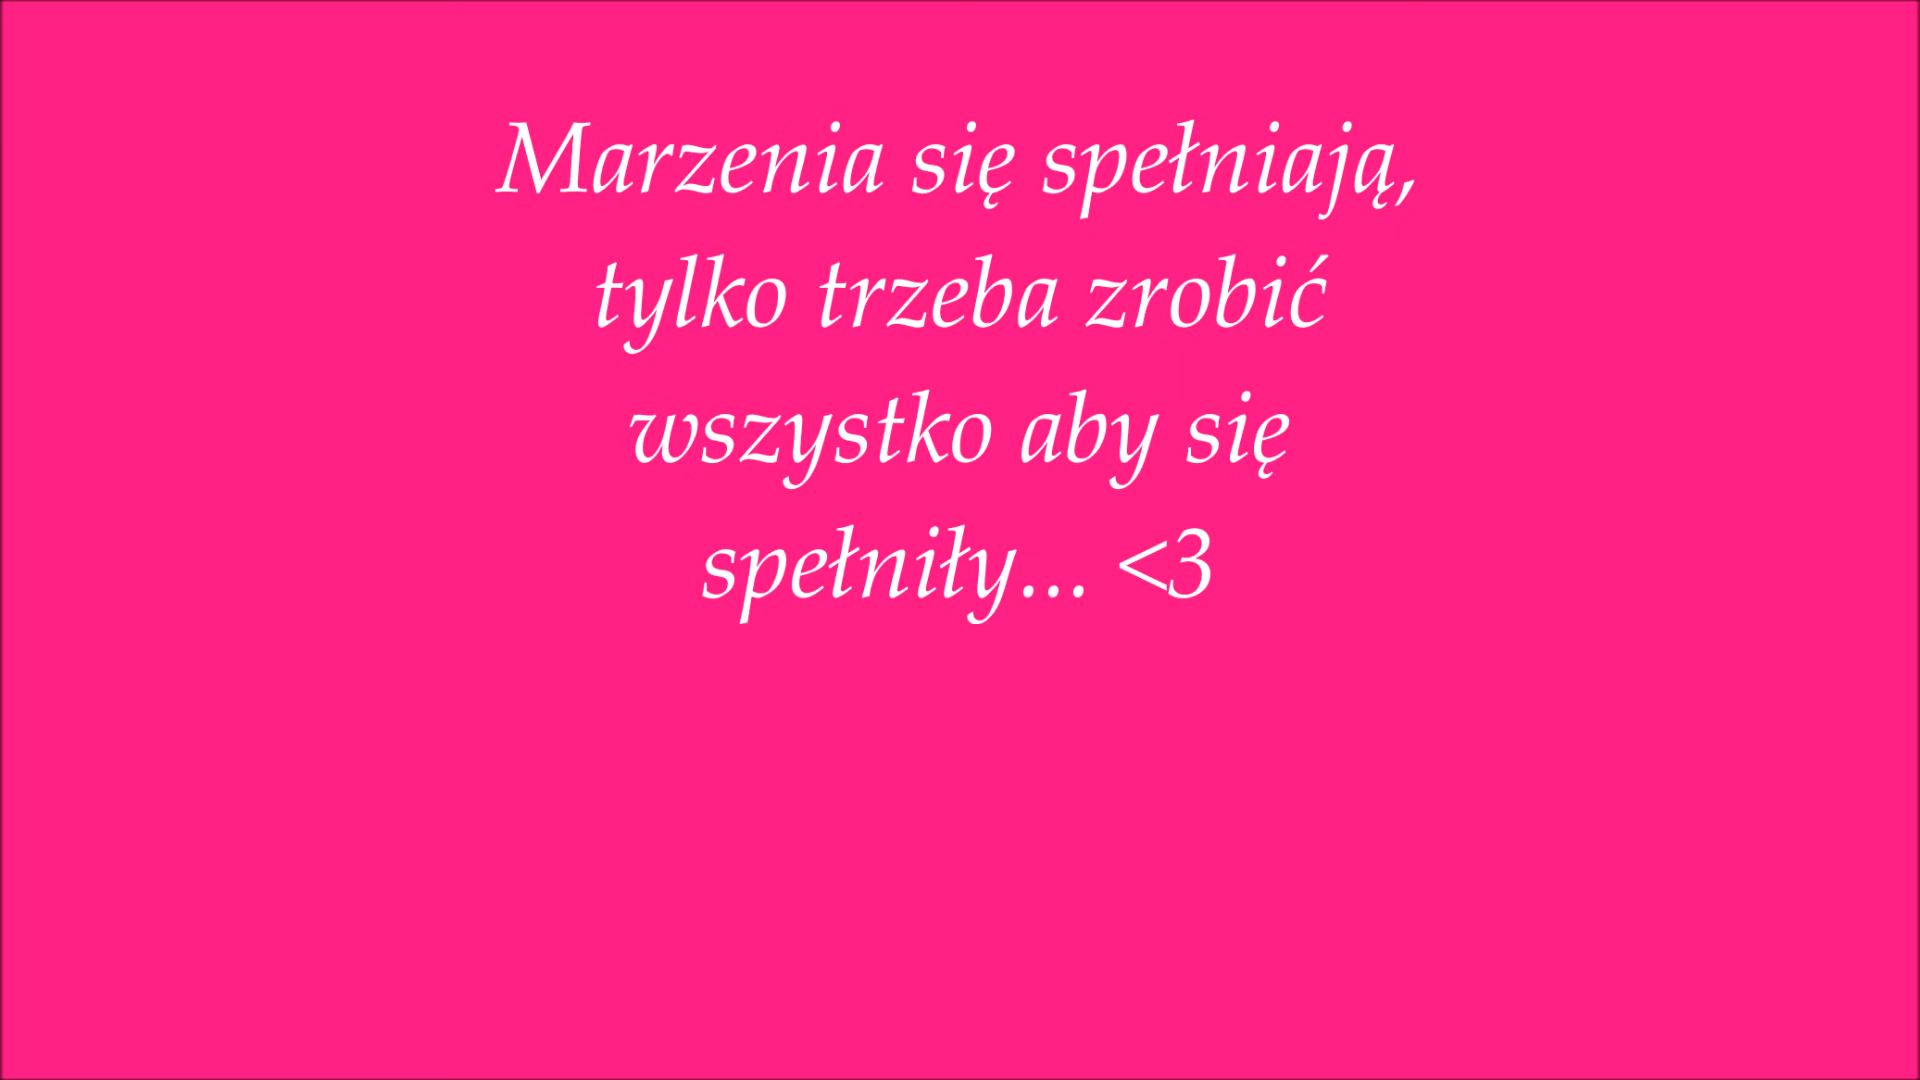 Marzenia się spełniają,
tylko trzeba zrobić
wszystko aby się
spełniły... <3